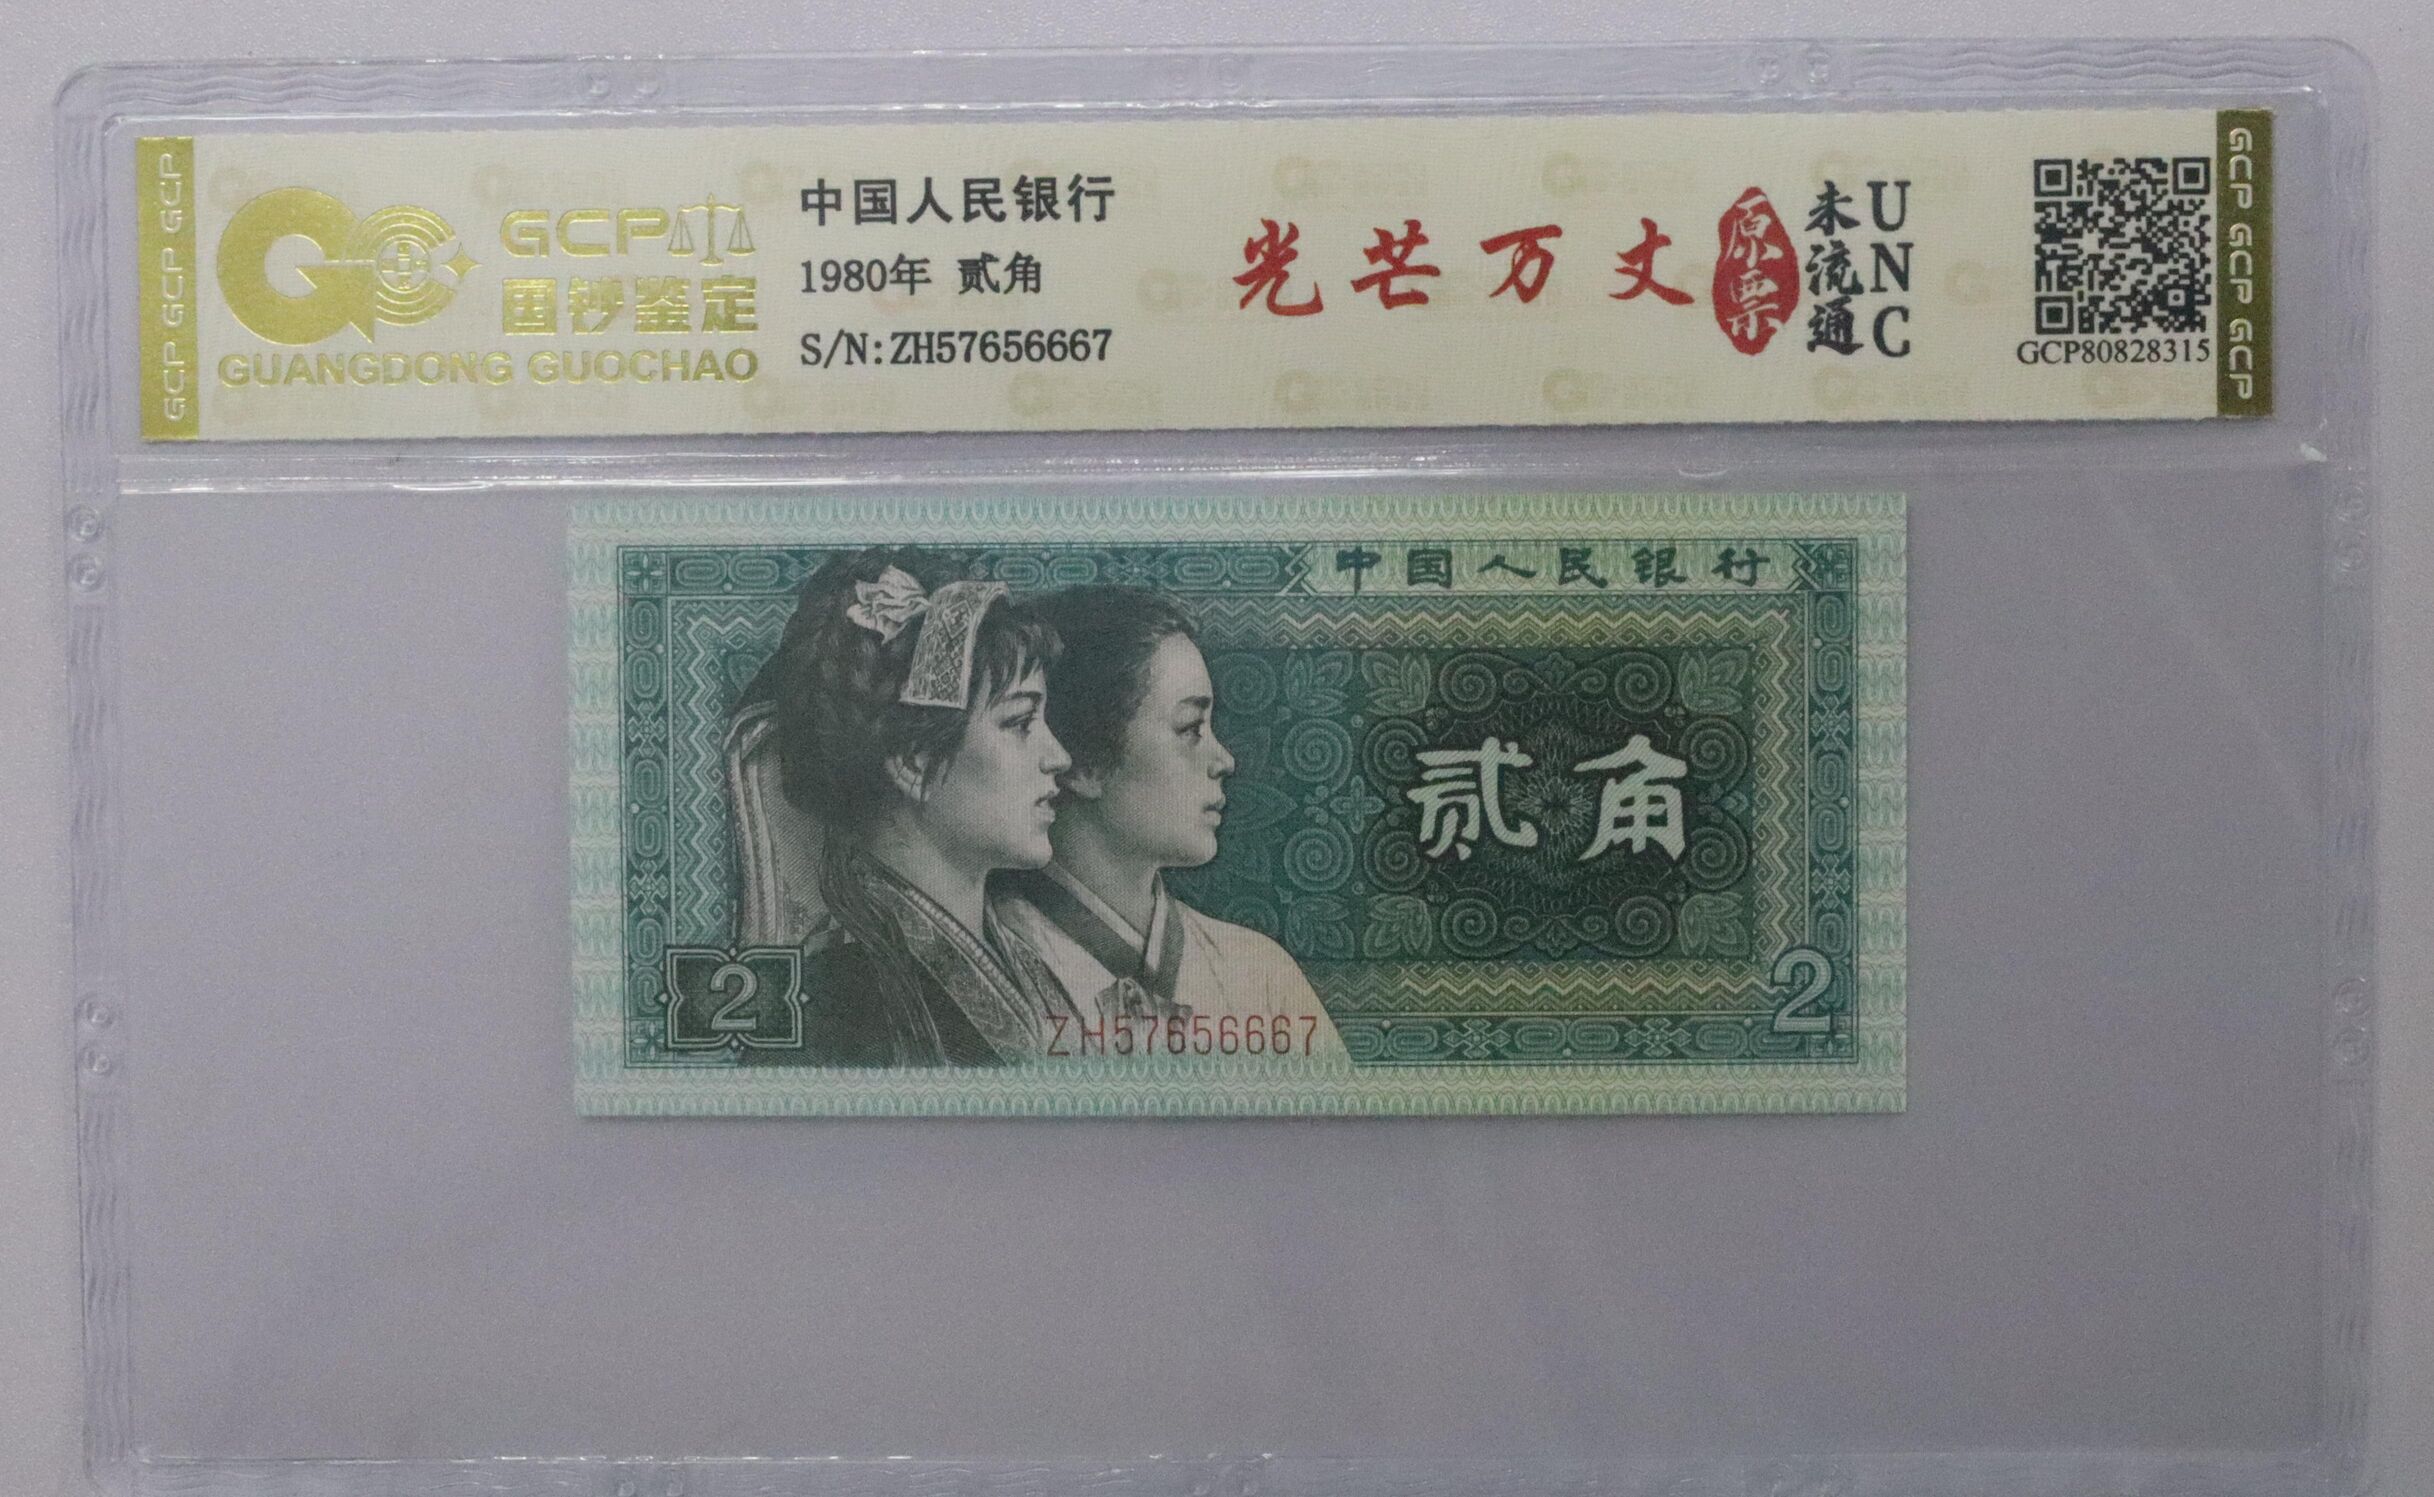 GCP GCP GCP
GCP
国钞鉴定
GUANGDONG GUOCHAO
中国人民银行
1980年 贰角
S/N:ZH57656667
光芒万丈
原票
未流通
UNC
GCP80828315
GCP GCP GCP
中国人民银行
贰角
2
2
ZH57656667